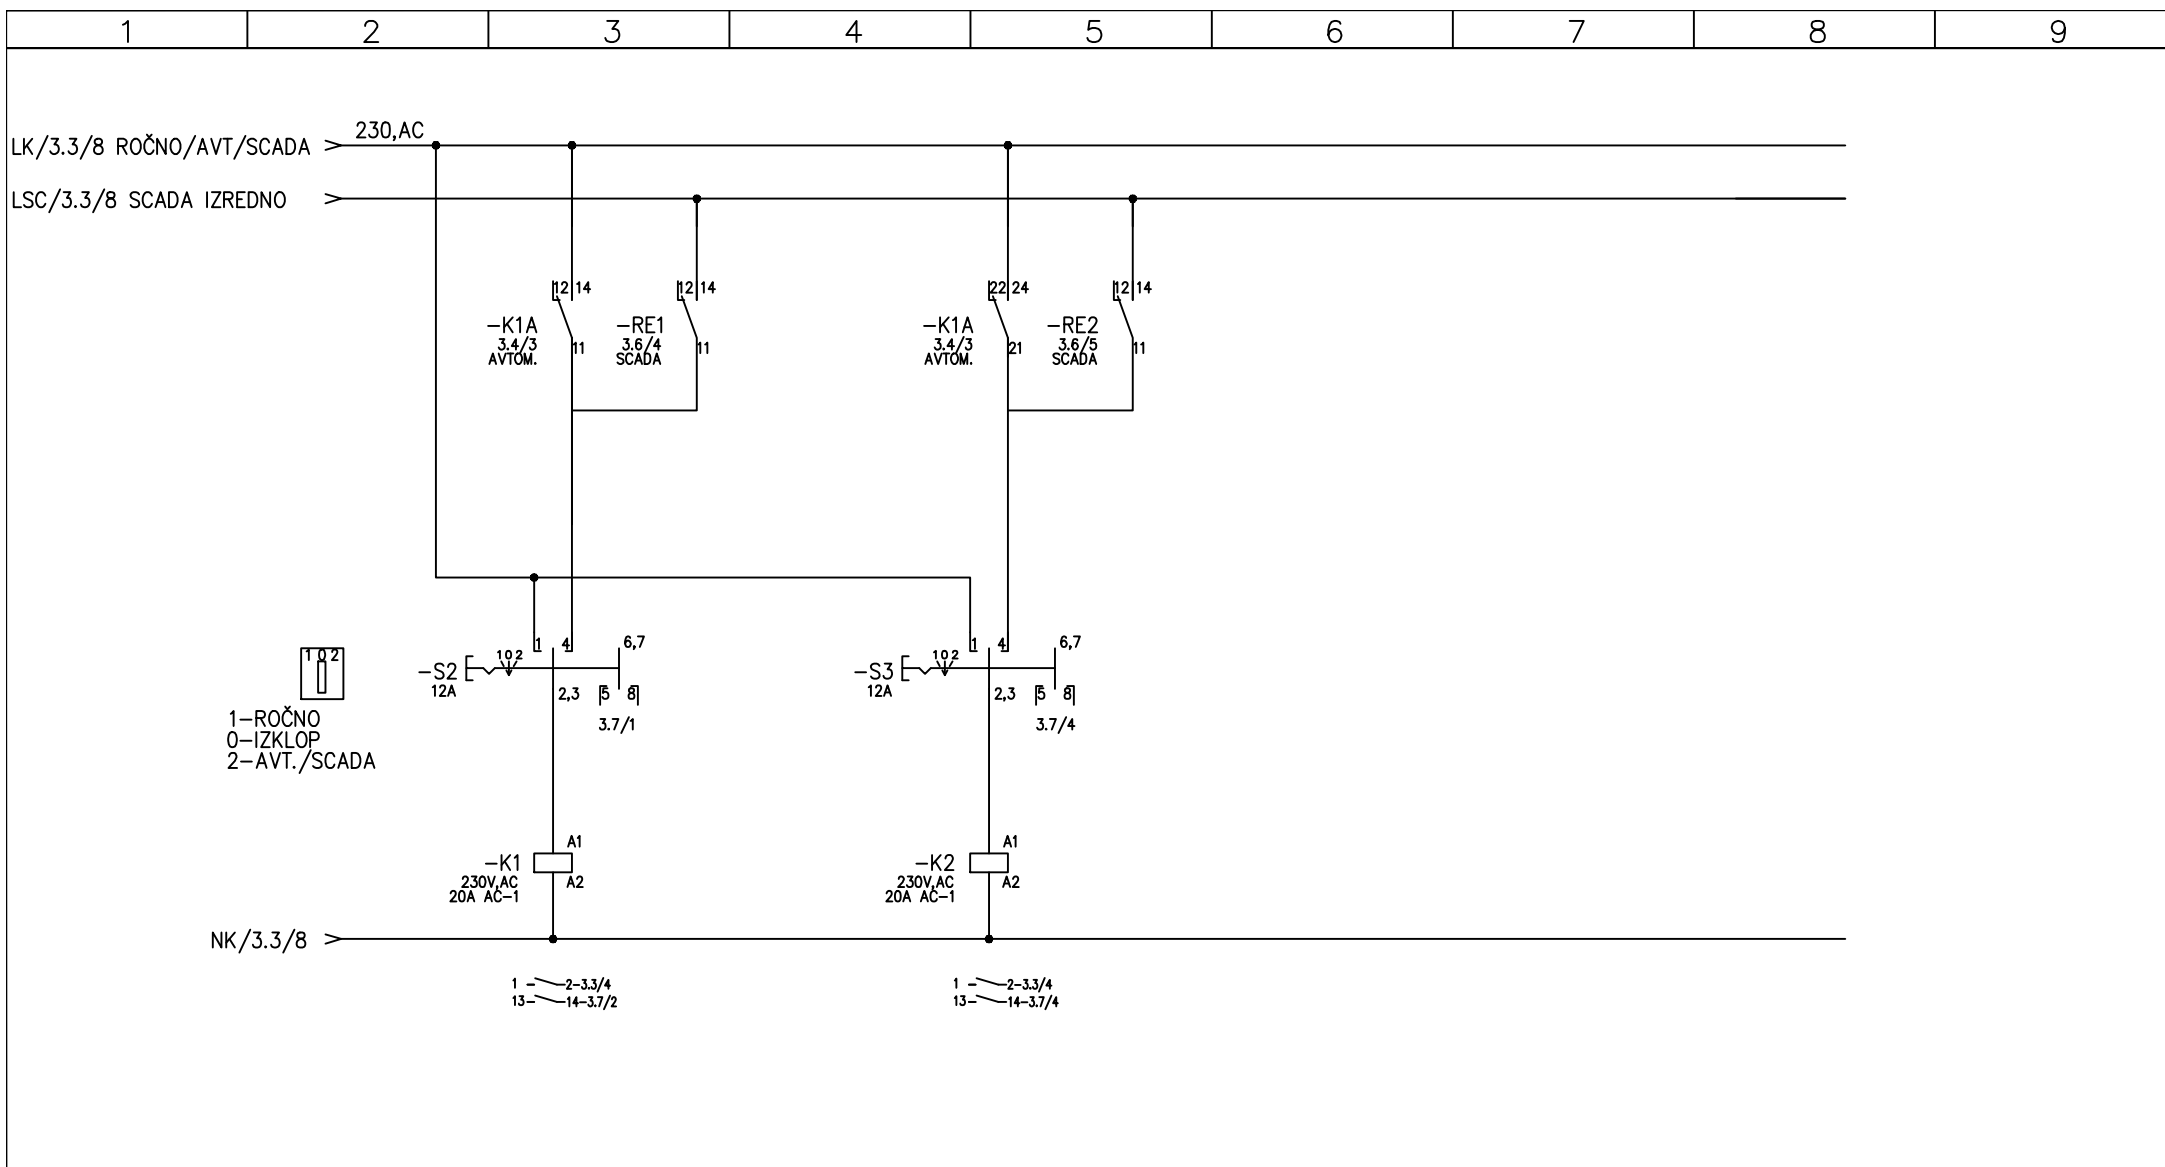 1 2 3 4 5 6 7 8 9
230,AC
LK/3.3/8 ROČNO/AVT/SCADA
LSC/3.3/8 SCADA IZREDNO
12 14
12 14
22 24
12 14
-K1A
3.4/3
AVTOM.
11
-RE1
3.6/4
SCADA
11
-K1A
3.4/3
AVTOM.
21
-RE2
3.6/5
SCADA
11
1 0 2
1-ROČNO
0-IZKLOP
2-AVT./SCADA
-S2
12A
1 0 2
1
4
6,7
2,3
5
8
3.7/1
-S3
12A
1 0 2
1
4
6,7
2,3
5
8
3.7/4
-K1
230V,AC
20A AC-1
A1
A2
-K2
230V,AC
20A AC-1
A1
A2
NK/3.3/8
1 2-3.3/4
13 14-3.7/2
1 2-3.3/4
13 14-3.7/4